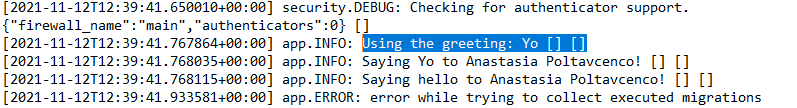 [2021-11-12T12:39:41.650010+00:00] security.DEBUG: Checking for authenticator support.
{"firewall_name":"main","authenticators":0} []
[2021-11-12T12:39:41.767864+00:00] app.INFO: Using the greeting: Yo [] []
[2021-11-12T12:39:41.768035+00:00] app.INFO: Saying Yo to Anastasia Poltavcenco! [] []
[2021-11-12T12:39:41.768115+00:00] app.INFO: Saying hello to Anastasia Poltavcenco! [] []
[2021-11-12T12:39:41.933581+00:00] app.ERROR: error while trying to collect executed migrations